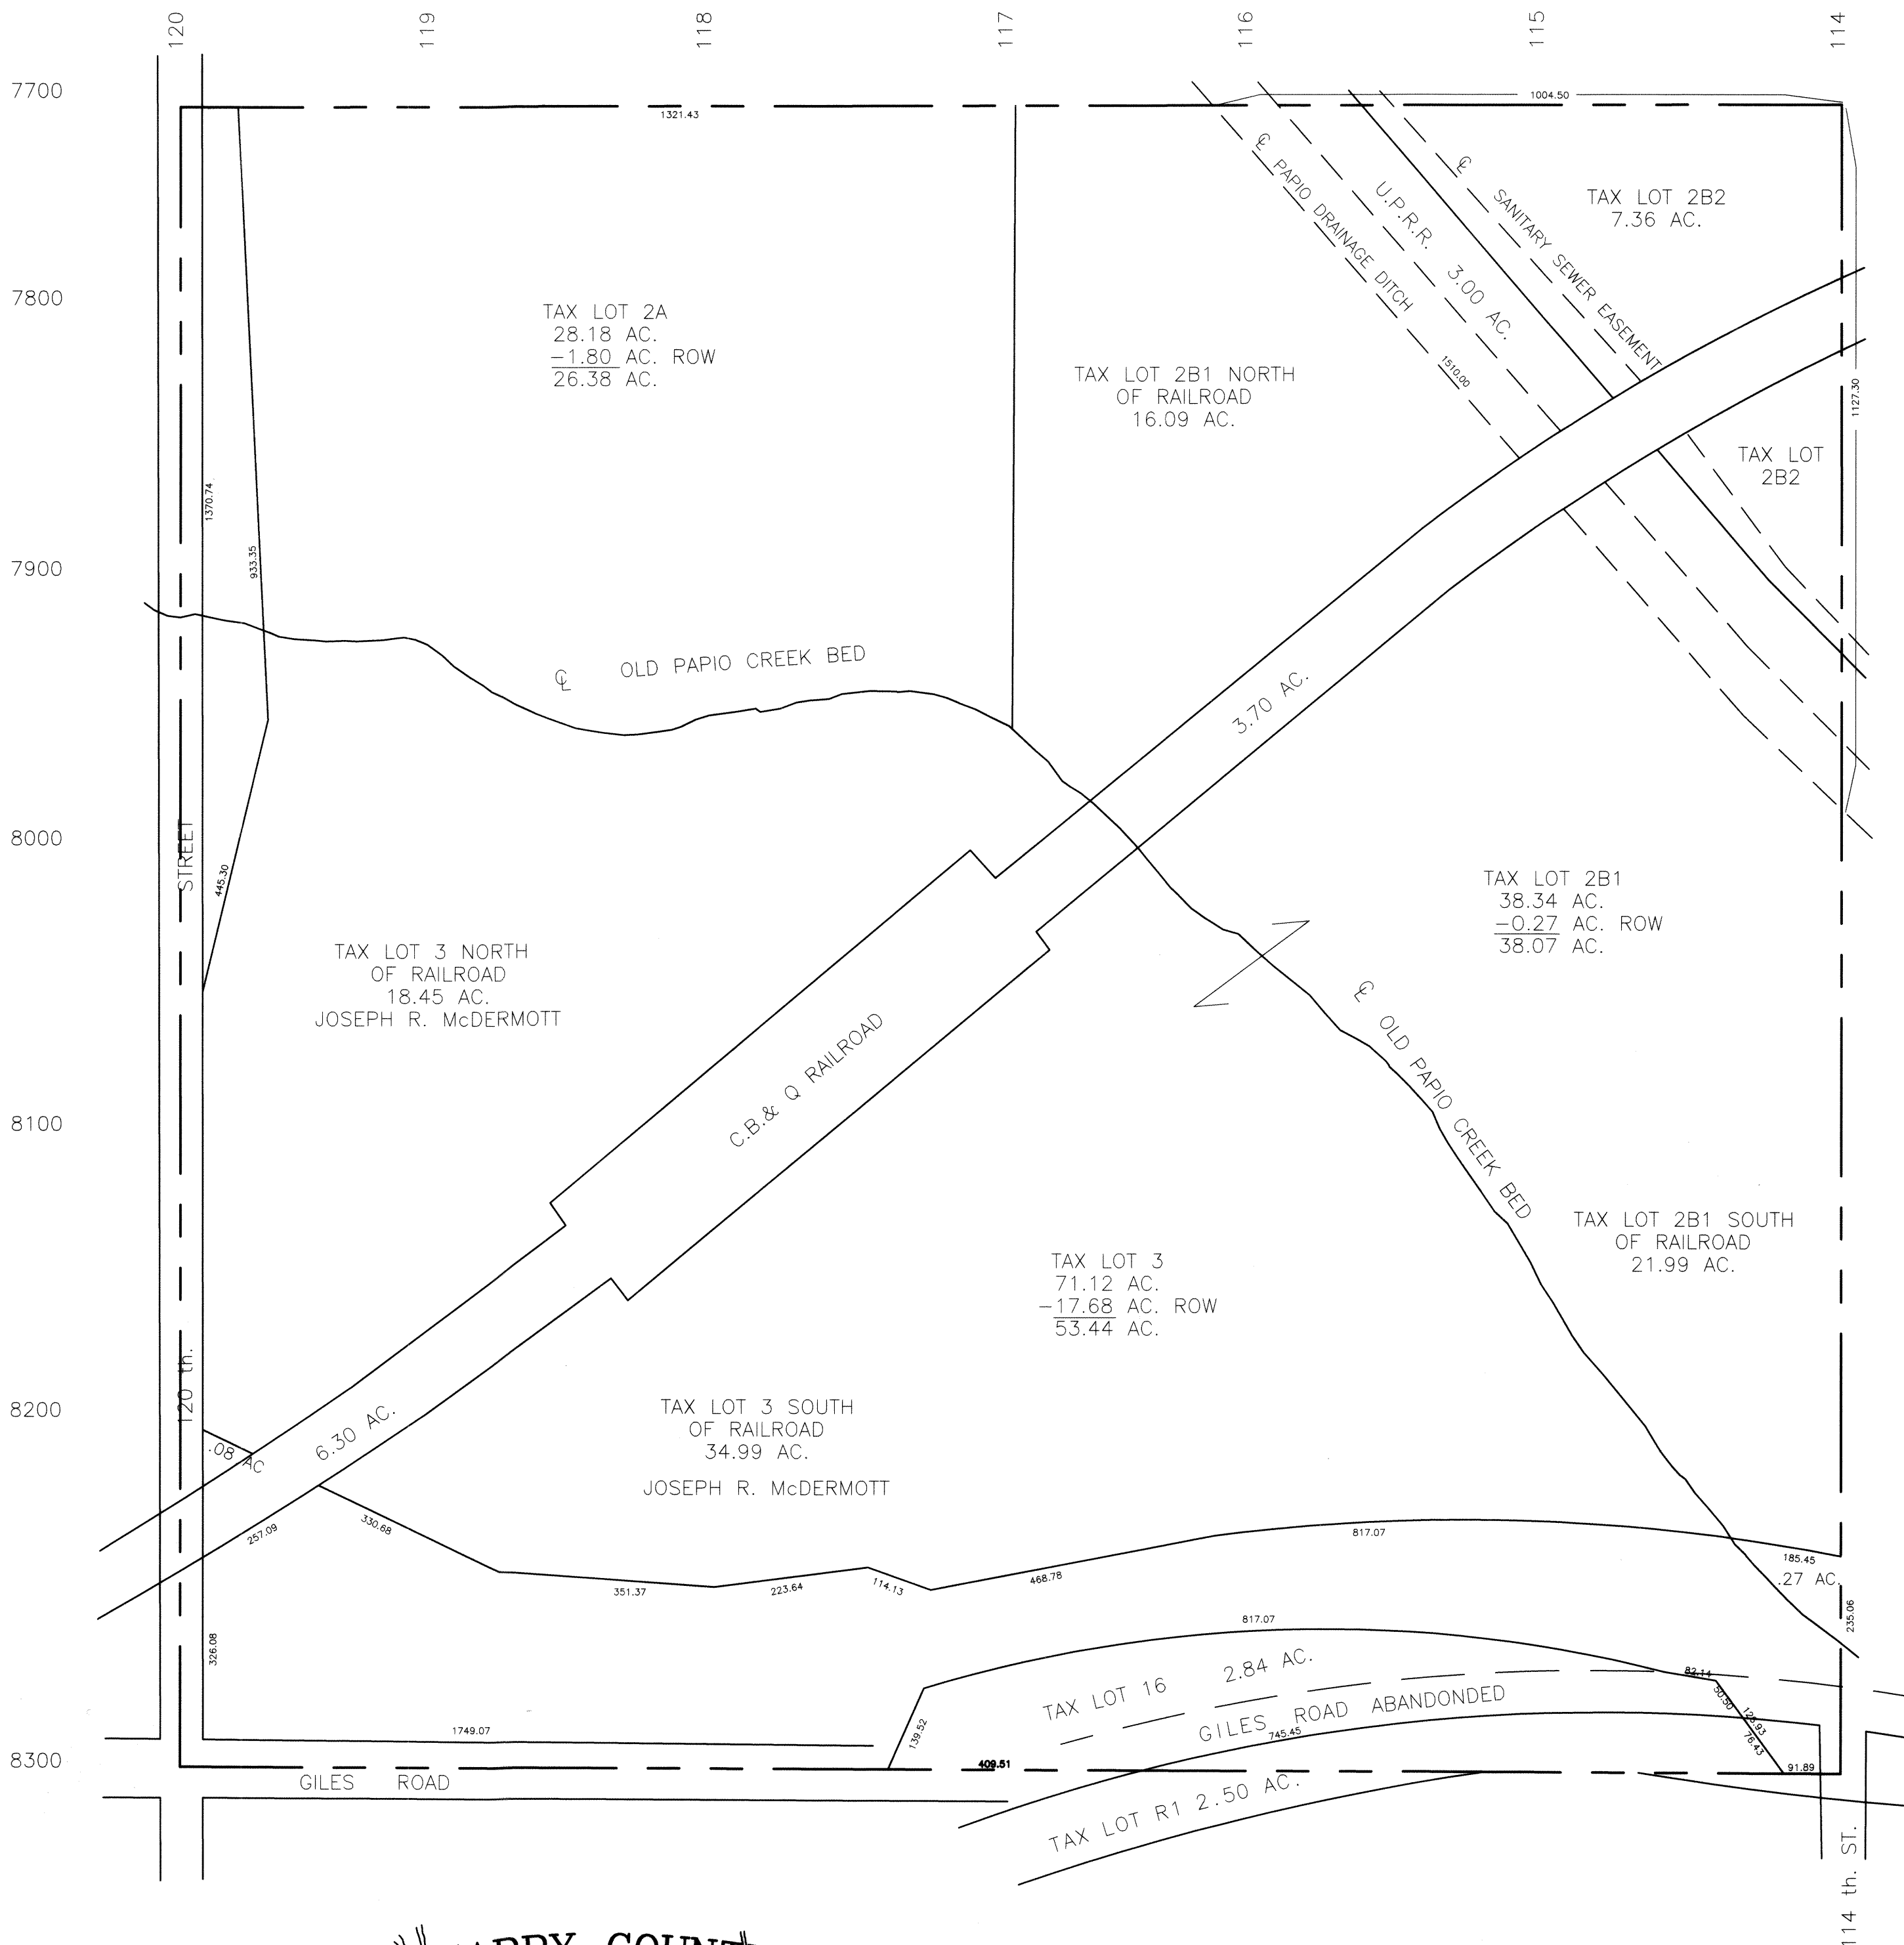 120
119
118
117
116
115
114
7700
7800
7900
8000
8100
8200
8300
1321.43
1004.50
℄ PAPIO DRAINAGE DITCH
U.P.R.R. 3.00 AC.
℄ SANITARY SEWER EASEMENT
TAX LOT 2B2
7.36 AC.
TAX LOT 2A
28.18 AC.
-1.80 AC. ROW
26.38 AC.
TAX LOT 2B1 NORTH
OF RAILROAD
16.09 AC.
1510.00
1127.30
TAX LOT
2B2
1370.74
933.35
℄ OLD PAPIO CREEK BED
3.70 AC.
445.30
120 th. STREET
TAX LOT 2B1
38.34 AC.
-0.27 AC. ROW
38.07 AC.
TAX LOT 3 NORTH
OF RAILROAD
18.45 AC.
JOSEPH R. McDERMOTT
C.B.& Q RAILROAD
℄ OLD PAPIO CREEK BED
TAX LOT 2B1 SOUTH
OF RAILROAD
21.99 AC.
TAX LOT 3
71.12 AC.
-17.68 AC. ROW
53.44 AC.
TAX LOT 3 SOUTH
OF RAILROAD
34.99 AC.
JOSEPH R. McDERMOTT
.08 AC
6.30 AC.
257.09
330.68
351.37
223.64
114.13
468.78
817.07
185.45
.27 AC.
235.06
326.08
817.07
TAX LOT 16 2.84 AC.
82.14
50.50
125.93
76.43
GILES ROAD ABANDONED
745.45
139.52
1749.07
409.51
91.89
GILES ROAD
TAX LOT R1 2.50 AC.
114 th. ST.